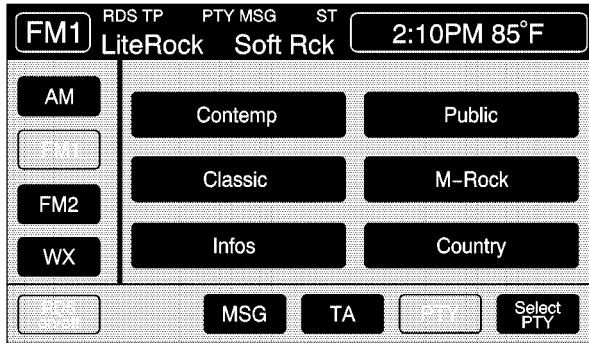 RDS TP PTY MSG ST
FM1 LiteRock Soft Rck 2:10PM 85°F
AM
Contemp Public
FM1
Classic M-Rock
FM2
Infos Country
WX
MSG TA PTY Select PTY